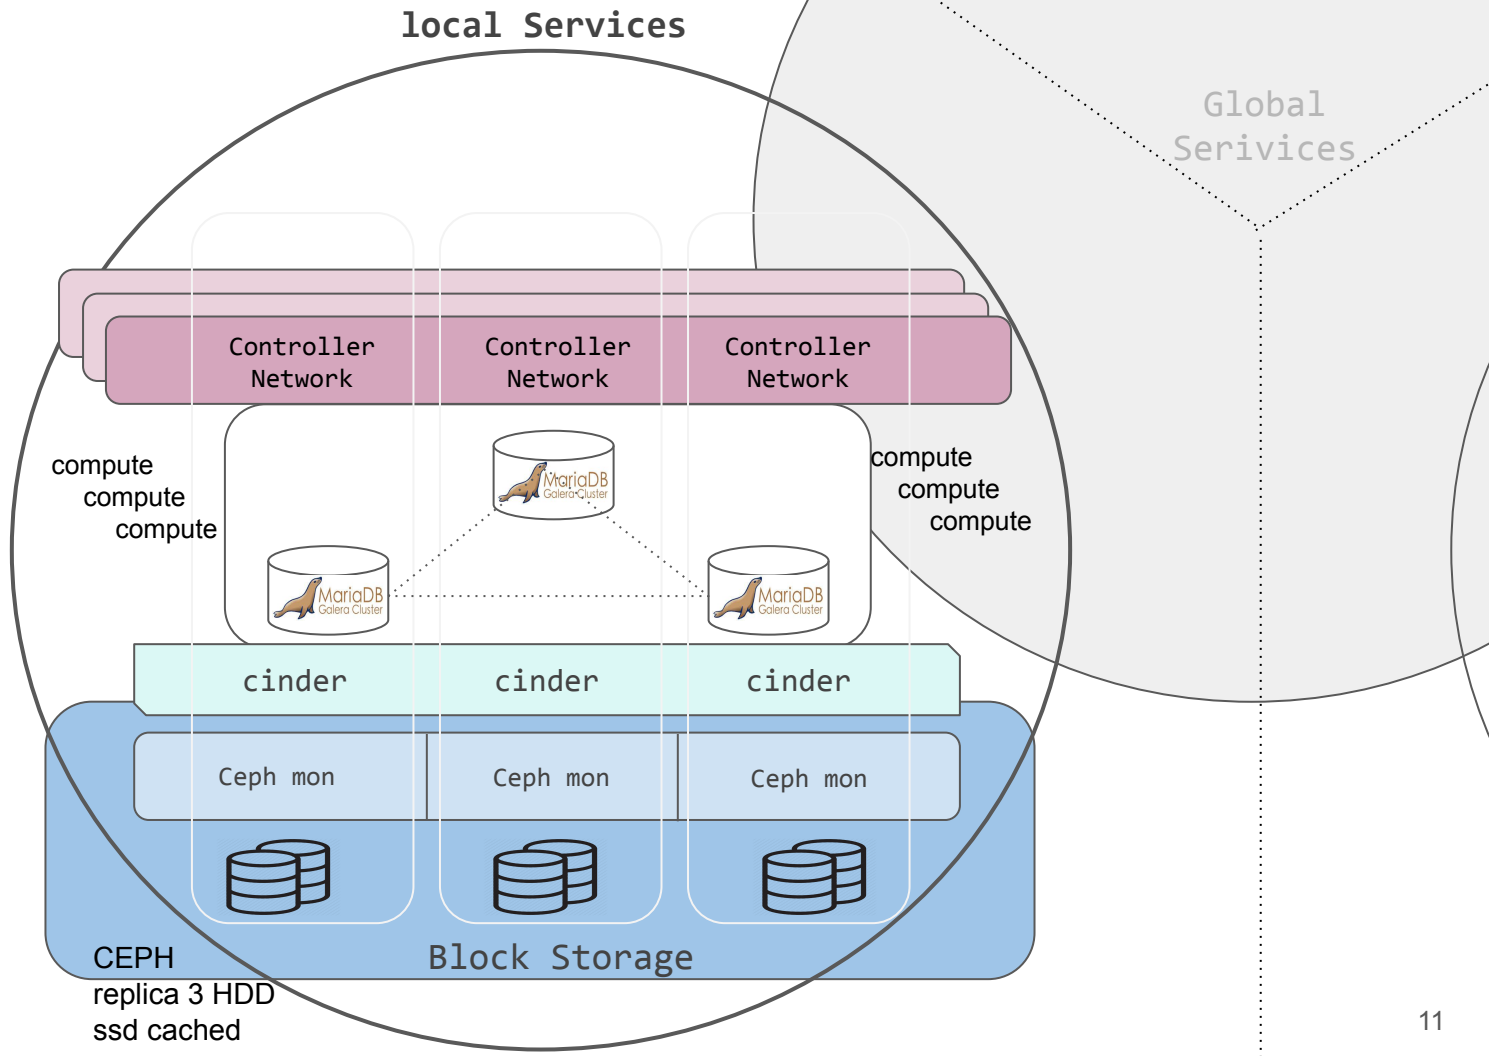 local Services
Global
Serivices
Controller
Network
Controller
Network
Controller
Network
compute
compute
compute
MariaDB
Galera Cluster
compute
compute
compute
MariaDB
Galera Cluster
MariaDB
Galera Cluster
cinder
cinder
cinder
Ceph mon
Ceph mon
Ceph mon
Block Storage
CEPH
replica 3 HDD
ssd cached
11